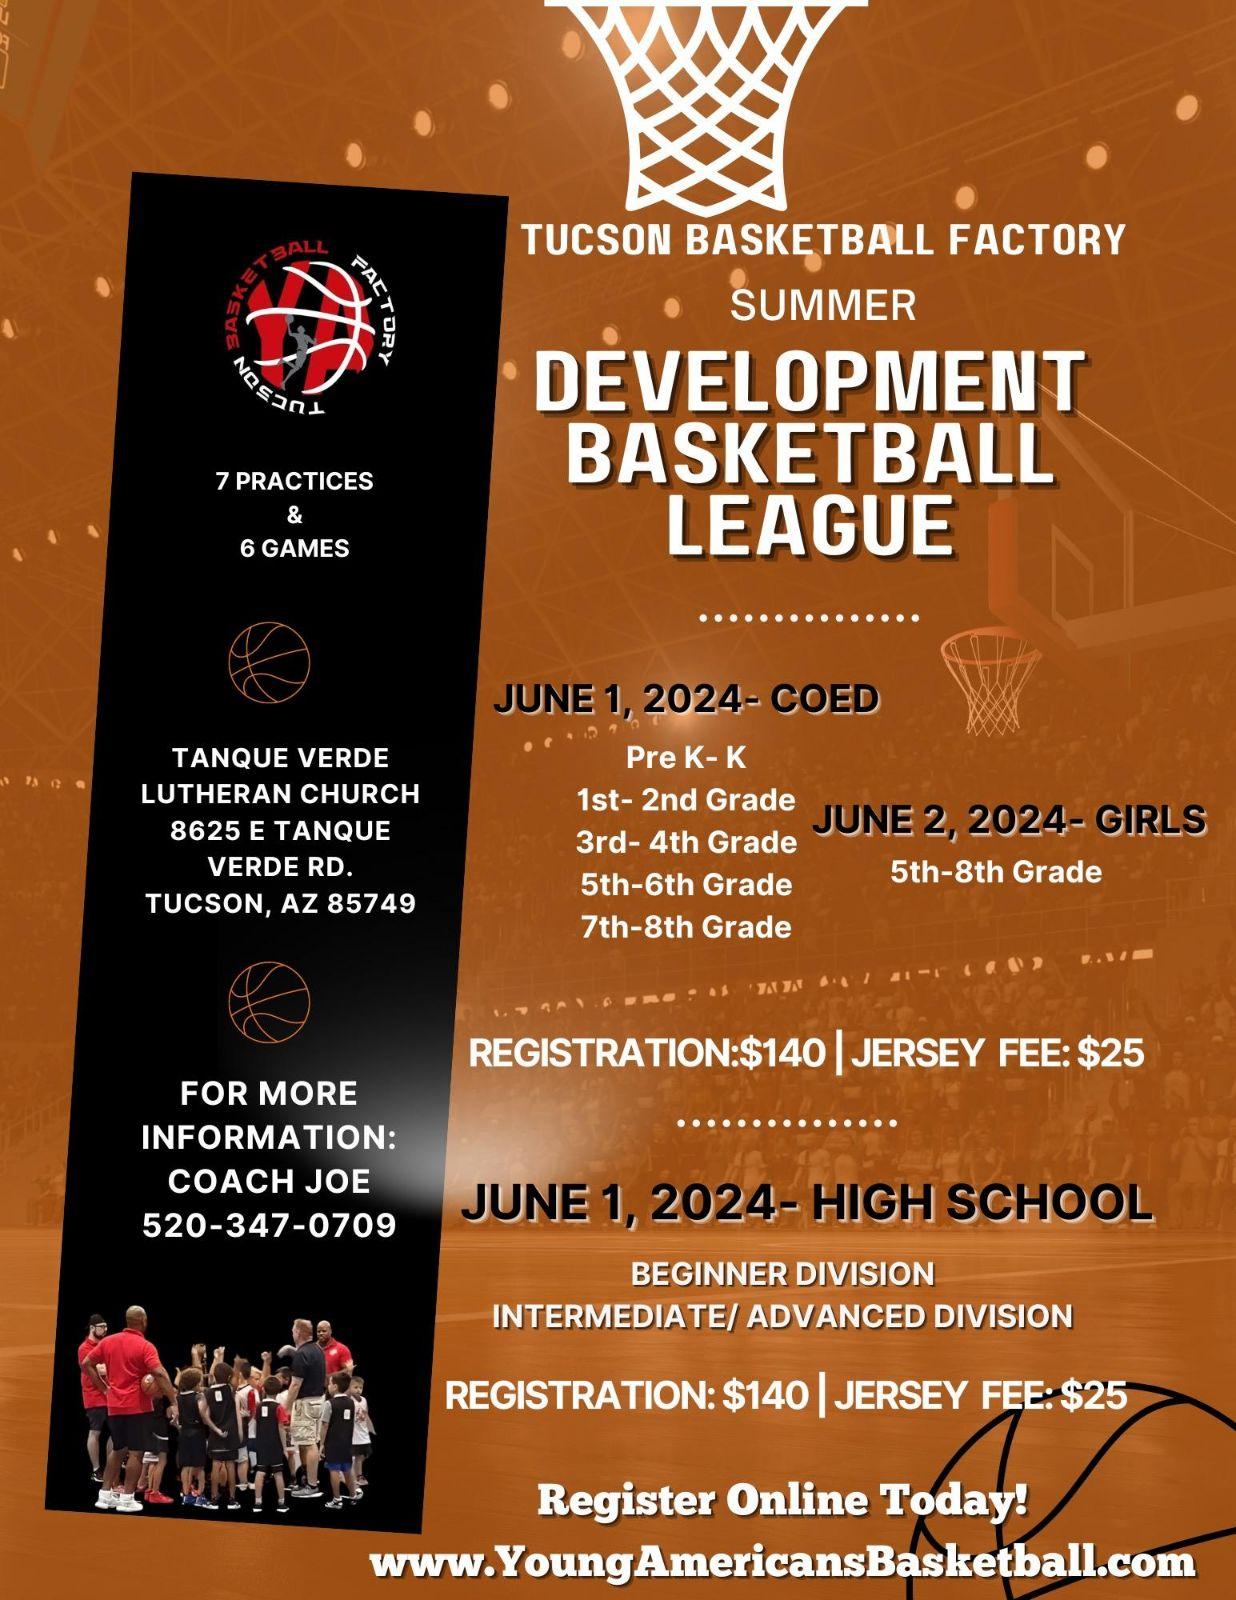 TUCSON BASKETBALL FACTORY
SUMMER
DEVELOPMENT
BASKETBALL
LEAGUE
BASKETBALL FACTORY
TUCSON
7 PRACTICES
&
6 GAMES
TANQUE VERDE
LUTHERAN CHURCH
8625 E TANQUE
VERDE RD.
TUCSON, AZ 85749
FOR MORE
INFORMATION:
COACH JOE
520-347-0709
JUNE 1, 2024- COED
Pre K- K
1st- 2nd Grade
3rd- 4th Grade
5th-6th Grade
7th-8th Grade
JUNE 2, 2024- GIRLS
5th-8th Grade
REGISTRATION:$140 | JERSEY FEE: $25
JUNE 1, 2024- HIGH SCHOOL
BEGINNER DIVISION
INTERMEDIATE/ ADVANCED DIVISION
REGISTRATION: $140 | JERSEY FEE: $25
Register Online Today!
www.YoungAmericansBasketball.com